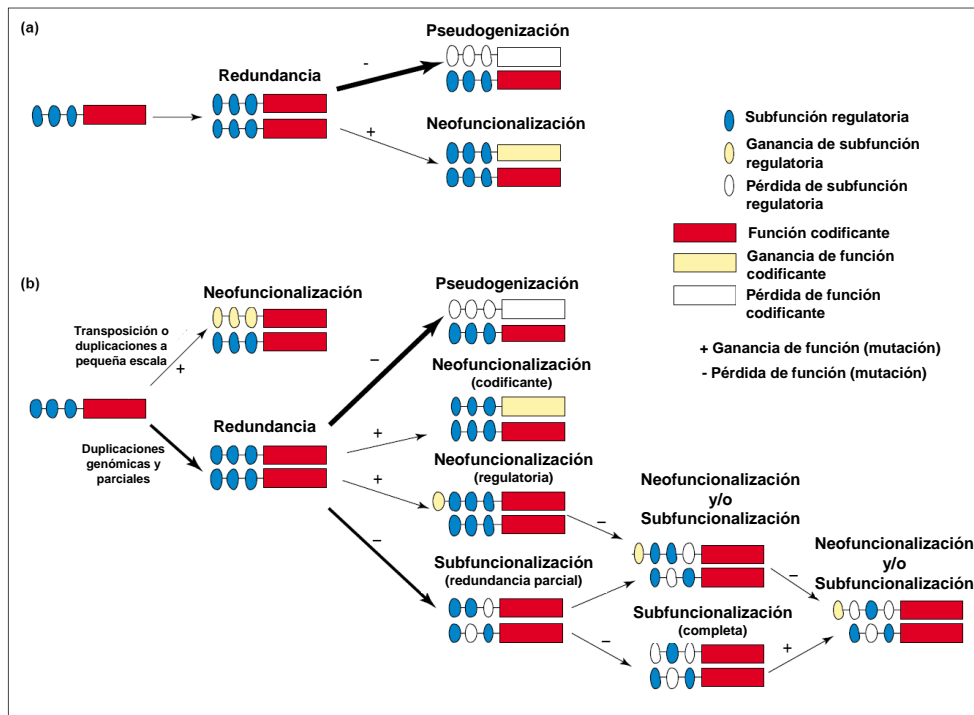 (a)
Pseudogenización
-
Redundancia
+
Neofuncionalización
Subfunción regulatoria
Ganancia de subfunción
regulatoria
Pérdida de subfunción
regulatoria
Función codificante
Ganancia de función
codificante
Pérdida de función
codificante
+ Ganancia de función (mutación)
- Pérdida de función (mutación)
(b)
Neofuncionalización
Transposición o
duplicaciones a
pequeña escala
+
Duplicaciones
genómicas y
parciales
Redundancia
Pseudogenización
−
Neofuncionalización
(codificante)
+
Neofuncionalización
(regulatoria)
+
−
Subfuncionalización
(redundancia parcial)
−
Neofuncionalización
y/o
Subfuncionalización
−
Subfuncionalización
(completa)
−
+
Neofuncionalización
y/o
Subfuncionalización